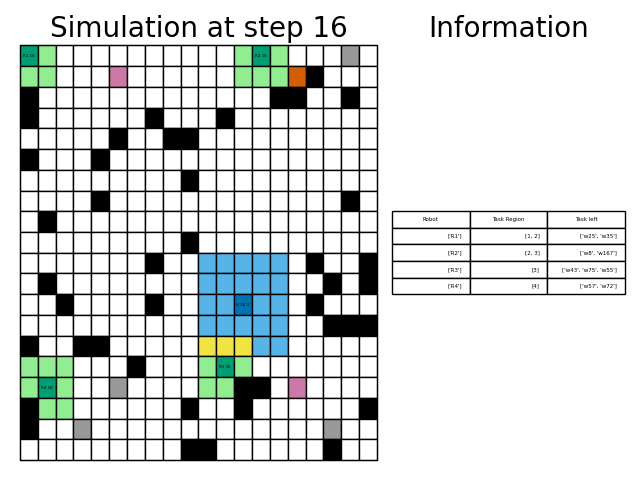 Simulation at step 16
Information
Robot Task Region Task left
['R1'] [1, 2] ['w25', 'w35']
['R2'] [2, 3] ['w8', 'w167']
['R3'] [3] ['w43', 'w75', 'w55']
['R4'] [4] ['w57', 'w72']